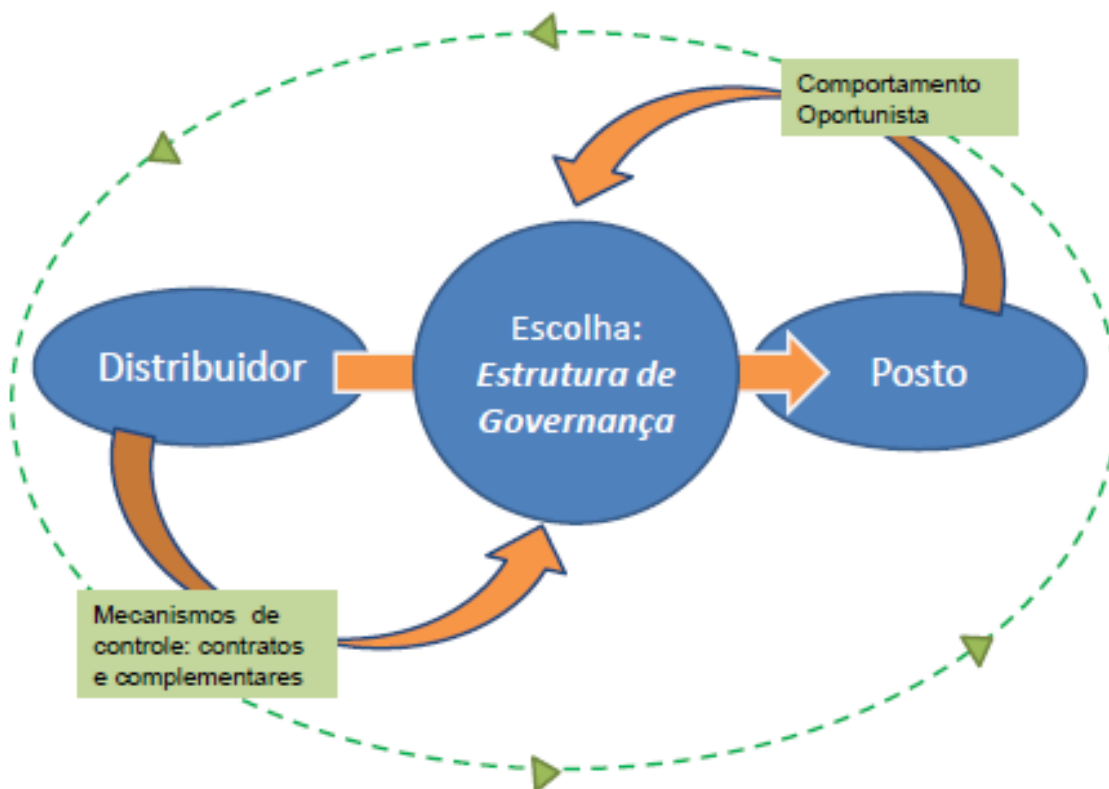 Comportamento
Oportunista
Escolha:
Estrutura de
Governança
Distribuidor
Posto
Mecanismos de
controle: contratos
e complementares